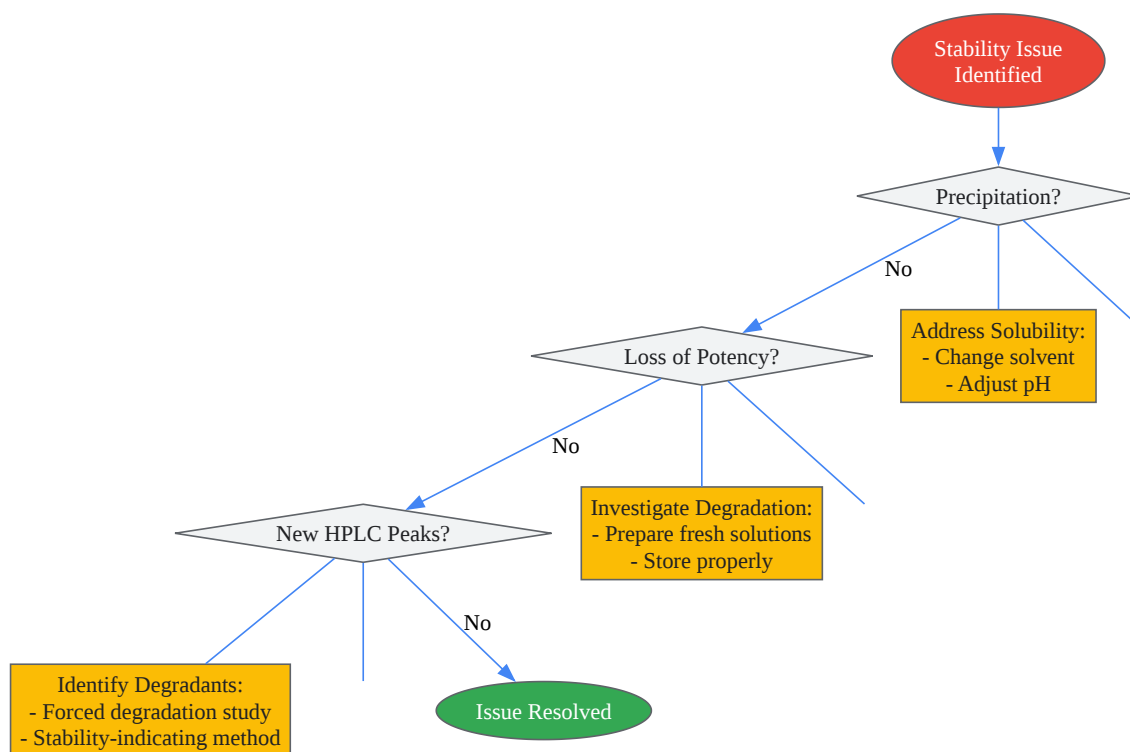 Stability Issue
Identified
Precipitation?
No
Address Solubility:
- Change solvent
- Adjust pH
Loss of Potency?
No
Investigate Degradation:
- Prepare fresh solutions
- Store properly
New HPLC Peaks?
No
Identify Degradants:
- Forced degradation study
- Stability-indicating method
Issue Resolved